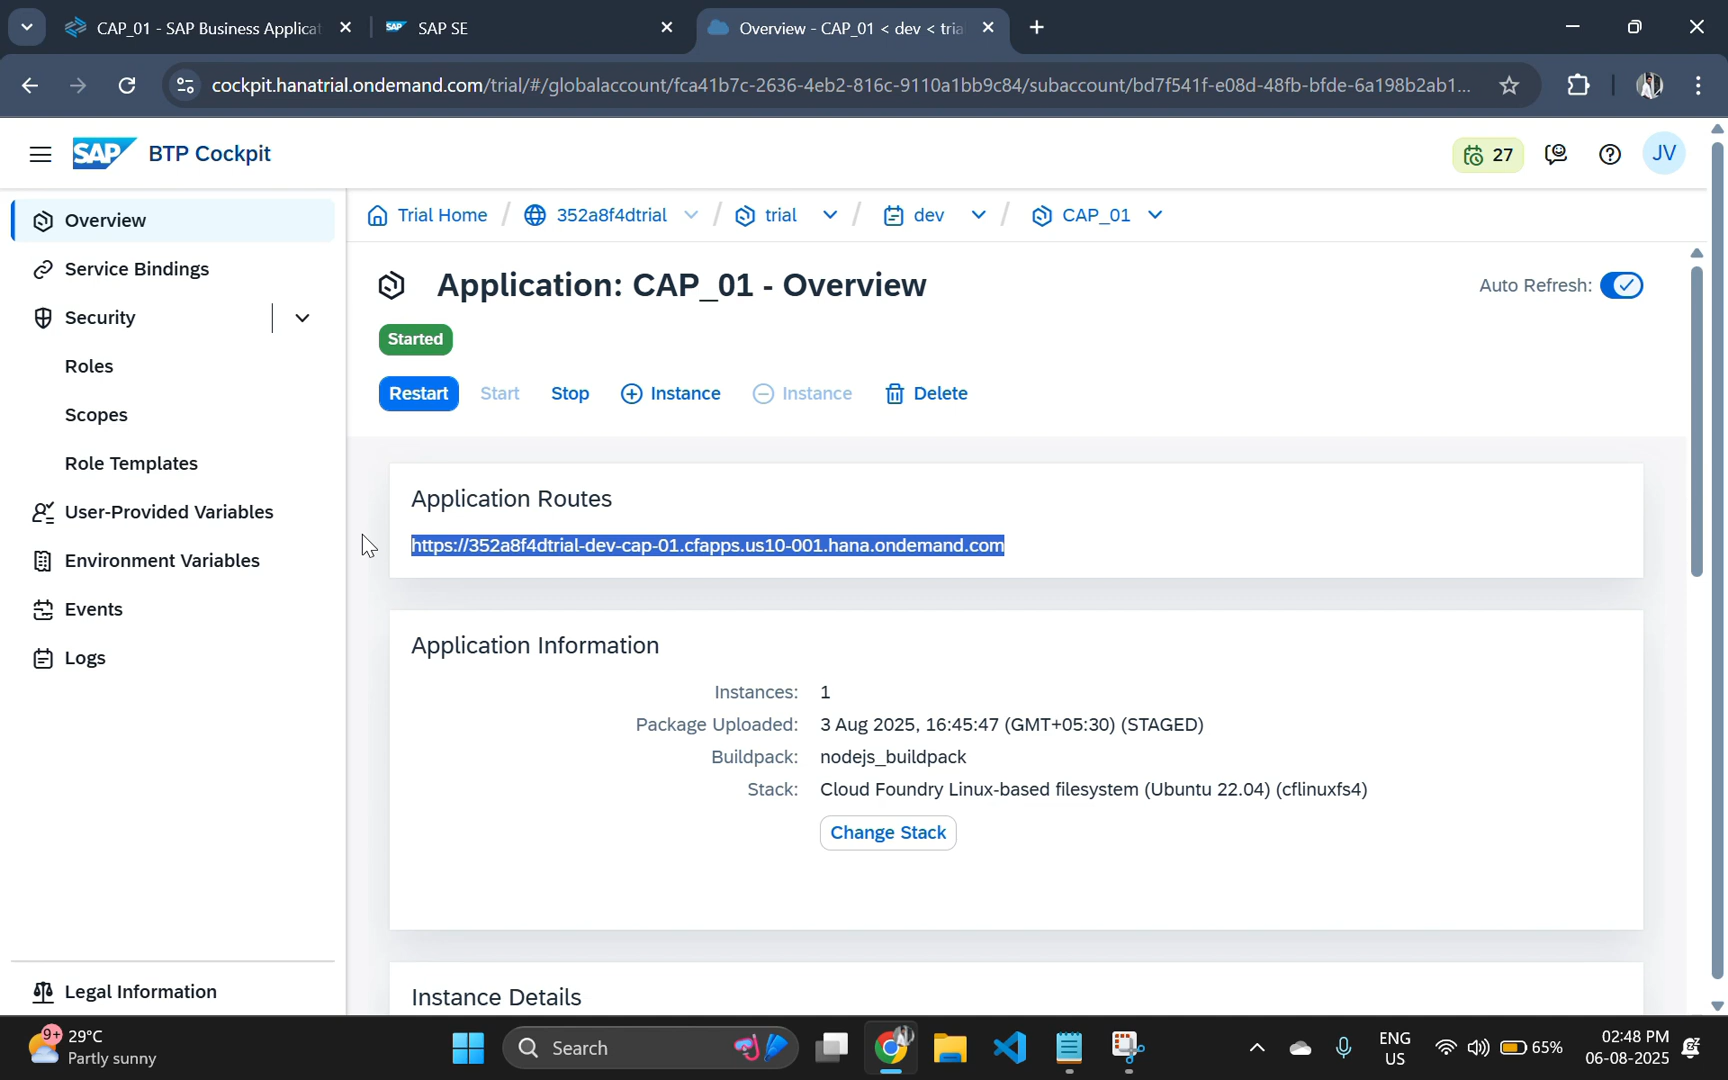 CAP_01 - SAP Business Applicat
SAP SE
Overview - CAP_01 < dev < tria
cockpit.hanatrial.ondemand.com/trial/#/globalaccount/fca41b7c-2636-4eb2-816c-9110a1bb9c84/subaccount/bd7f541f-e08d-48fb-bfde-6a198b2ab1...
SAP BTP Cockpit
27
JV
Overview
Service Bindings
Security
Roles
Scopes
Role Templates
User-Provided Variables
Environment Variables
Events
Logs
Legal Information
Trial Home / 352a8f4dtrial / trial / dev / CAP_01
Application: CAP_01 - Overview
Auto Refresh:
Started
Restart Start Stop Instance Instance Delete
Application Routes
https://352a8f4dtrial-dev-cap-01.cfapps.us10-001.hana.ondemand.com
Application Information
Instances: 1
Package Uploaded: 3 Aug 2025, 16:45:47 (GMT+05:30) (STAGED)
Buildpack: nodejs_buildpack
Stack: Cloud Foundry Linux-based filesystem (Ubuntu 22.04) (cflinuxfs4)
Change Stack
Instance Details
9+
29°C
Partly sunny
Search
ENG
US
65%
02:48 PM
06-08-2025